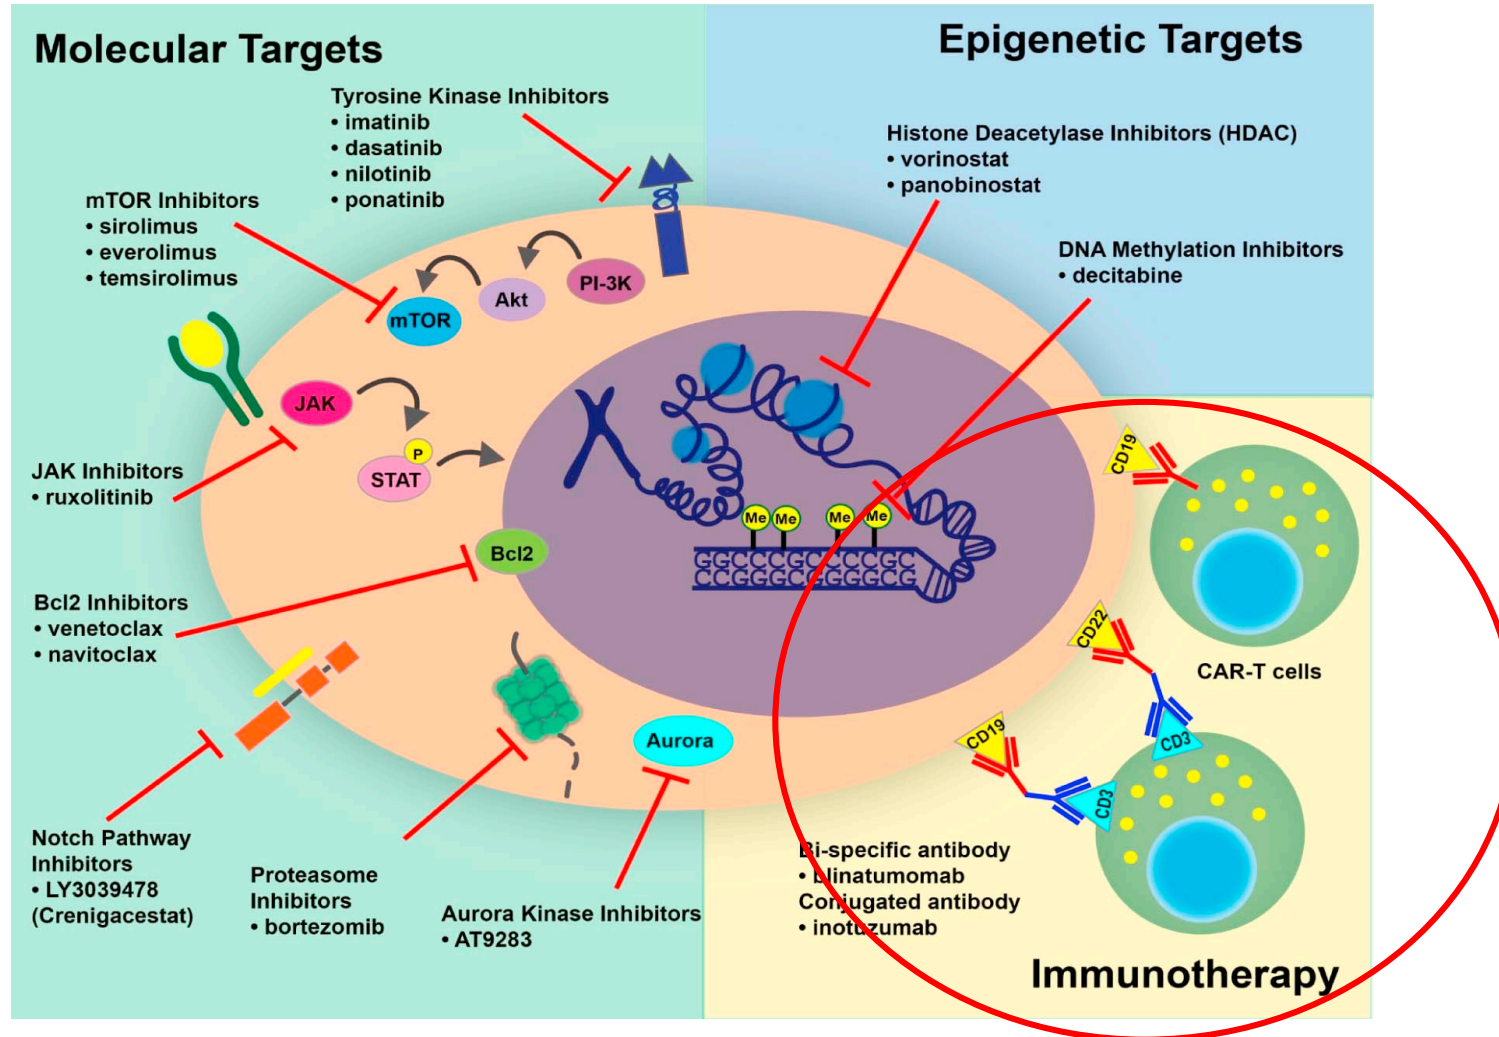 Molecular Targets
Epigenetic Targets
Tyrosine Kinase Inhibitors
• imatinib
• dasatinib
• nilotinib
• ponatinib
Histone Deacetylase Inhibitors (HDAC)
• vorinostat
• panobinostat
mTOR Inhibitors
• sirolimus
• everolimus
• temsirolimus
DNA Methylation Inhibitors
• decitabine
PI-3K
Akt
mTOR
JAK
P
STAT
JAK Inhibitors
• ruxolitinib
CD19
Me
Me
Me
Me
GGCCCGCCCCGC
CCGGGCGGGGCG
Bcl2
Bcl2 Inhibitors
• venetoclax
• navitoclax
CD22
CAR-T cells
CD3
CD19
CD3
Aurora
Notch Pathway
Inhibitors
• LY3039478
(Crenigacestat)
Proteasome
Inhibitors
• bortezomib
Aurora Kinase Inhibitors
• AT9283
Bi-specific antibody
• blinatumomab
Conjugated antibody
• inotuzumab
Immunotherapy